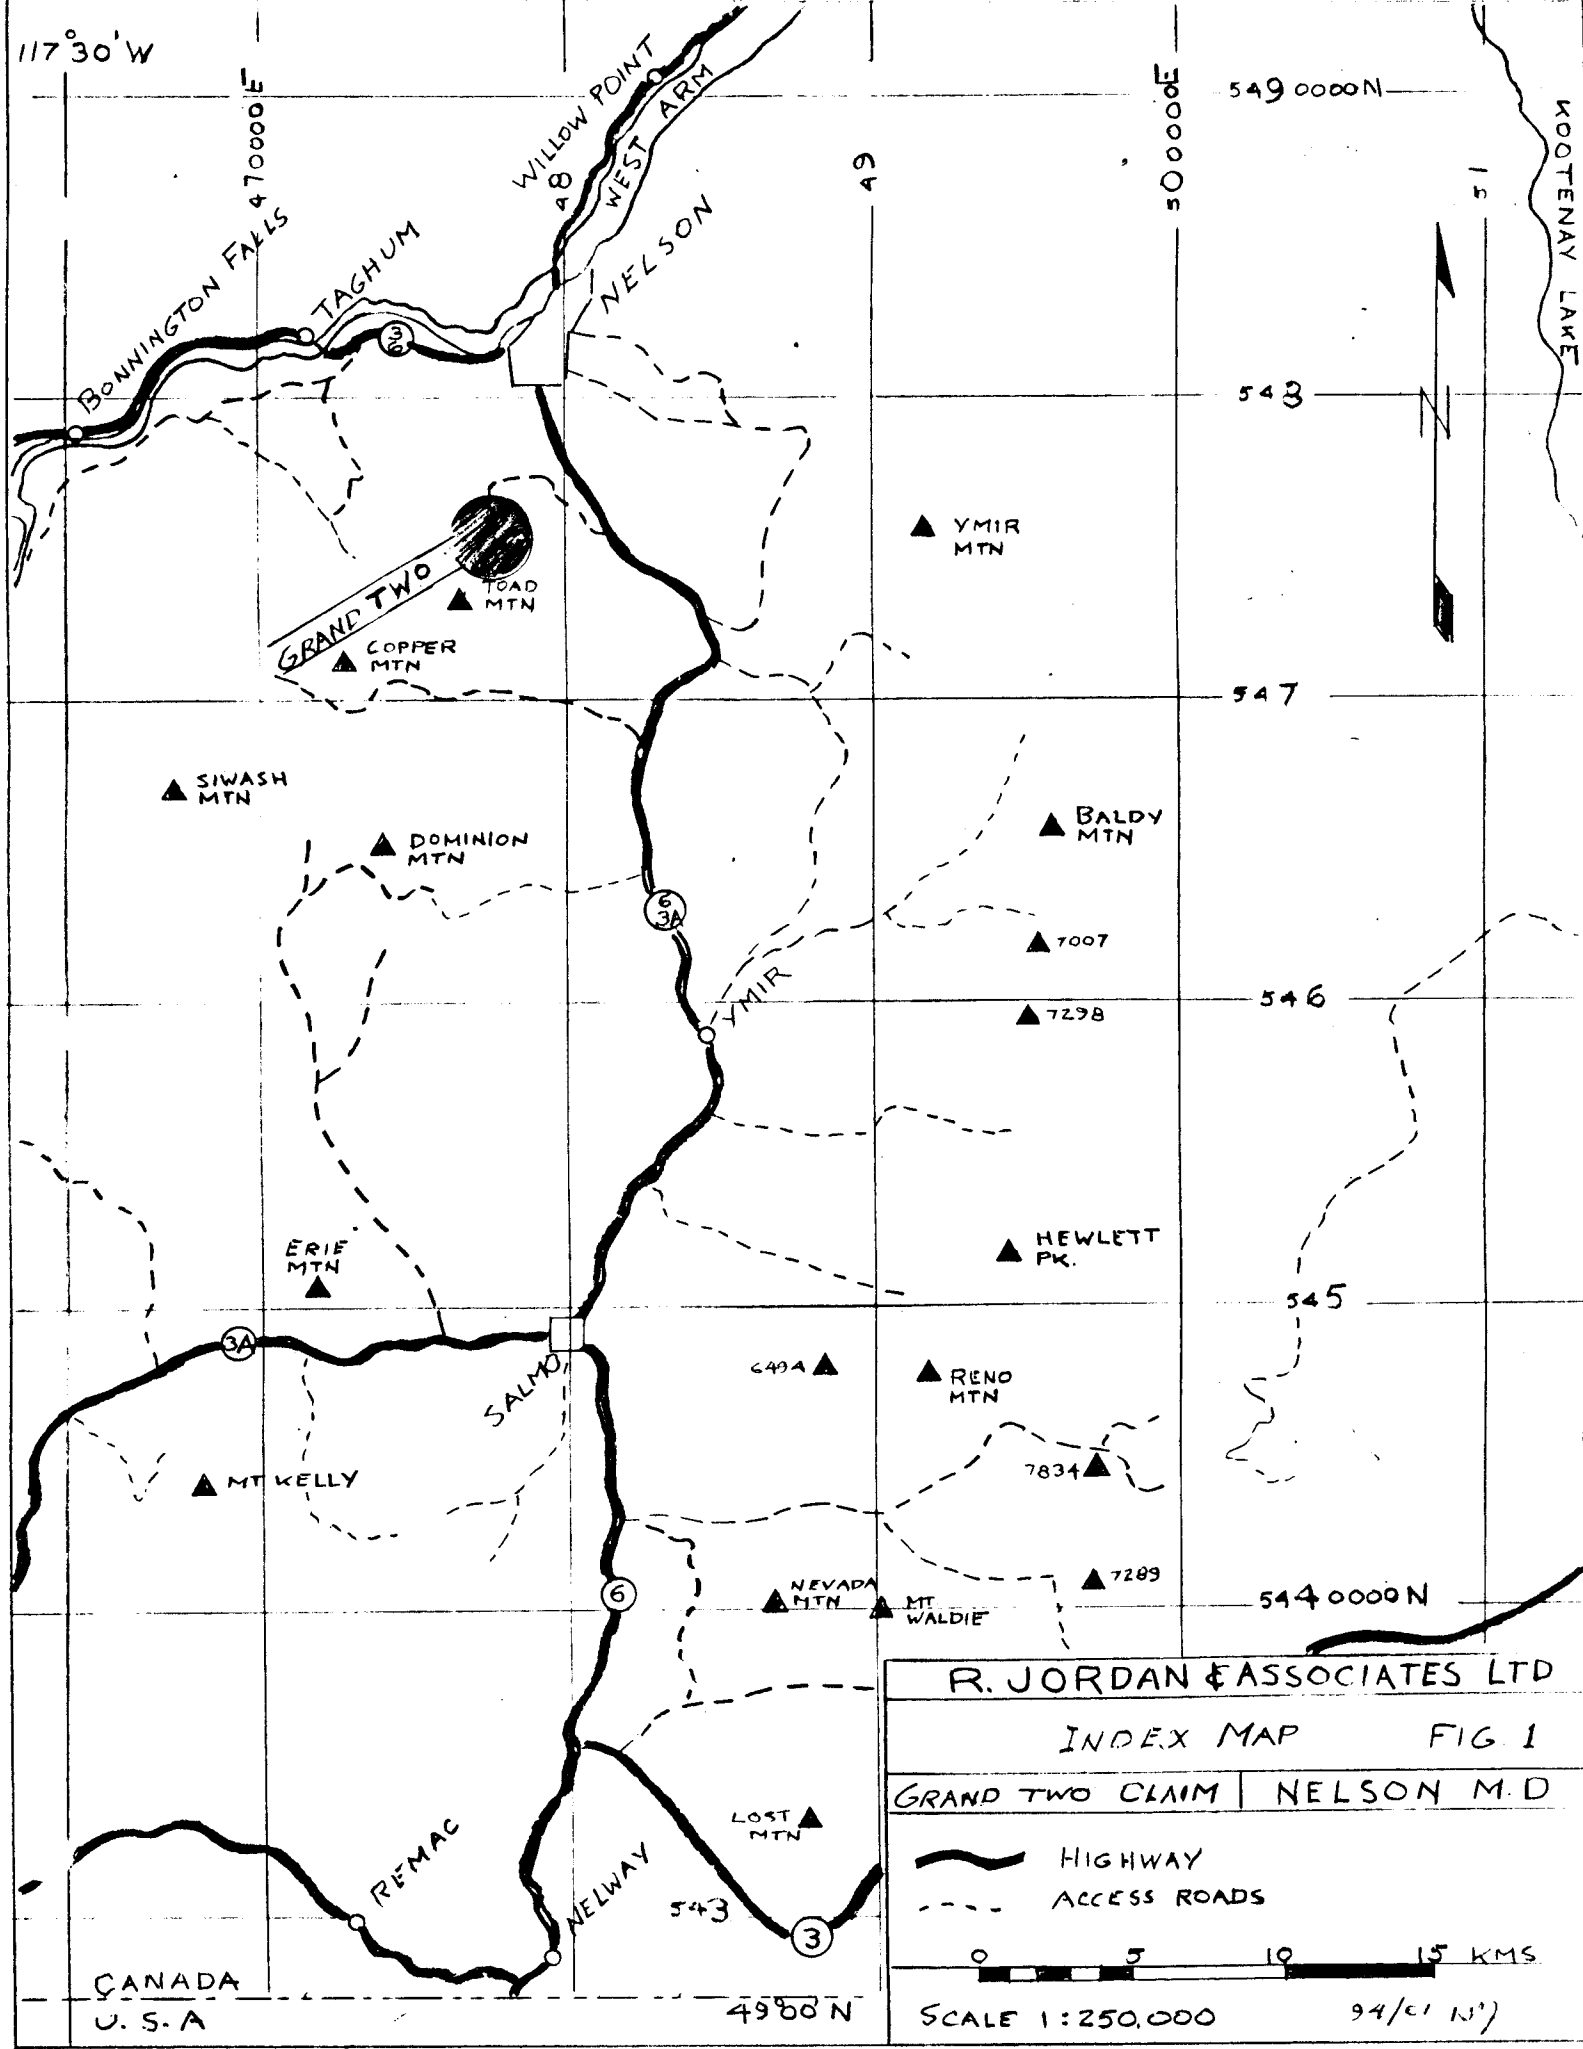 117°30'W
470000E
48
49
500000E
51
549 0000N
KOOTENAY LAKE
WILLOW POINT
WEST ARM
NELSON
BONNINGTON FALLS
TAGHUM
3
6
548
YMIR
MTN
GRAND TWO
TOAD
MTN
COPPER
MTN
547
SIWASH
MTN
DOMINION
MTN
BALDY
MTN
6
3A
7007
YMIR
546
7298
ERIE
MTN
HEWLETT
PK.
545
3A
SALMO
6494
RENO
MTN
MT KELLY
7834
6
NEVADA
MTN
MT
WALDIE
7289
544 0000N
R. JORDAN & ASSOCIATES LTD
INDEX MAP FIG 1
GRAND TWO CLAIM | NELSON M.D
LOST
MTN
REMAC
NELWAY
543
3
HIGHWAY
ACCESS ROADS
0 5 10 15 KMS
CANADA
U.S.A
49°00'N
SCALE 1:250,000